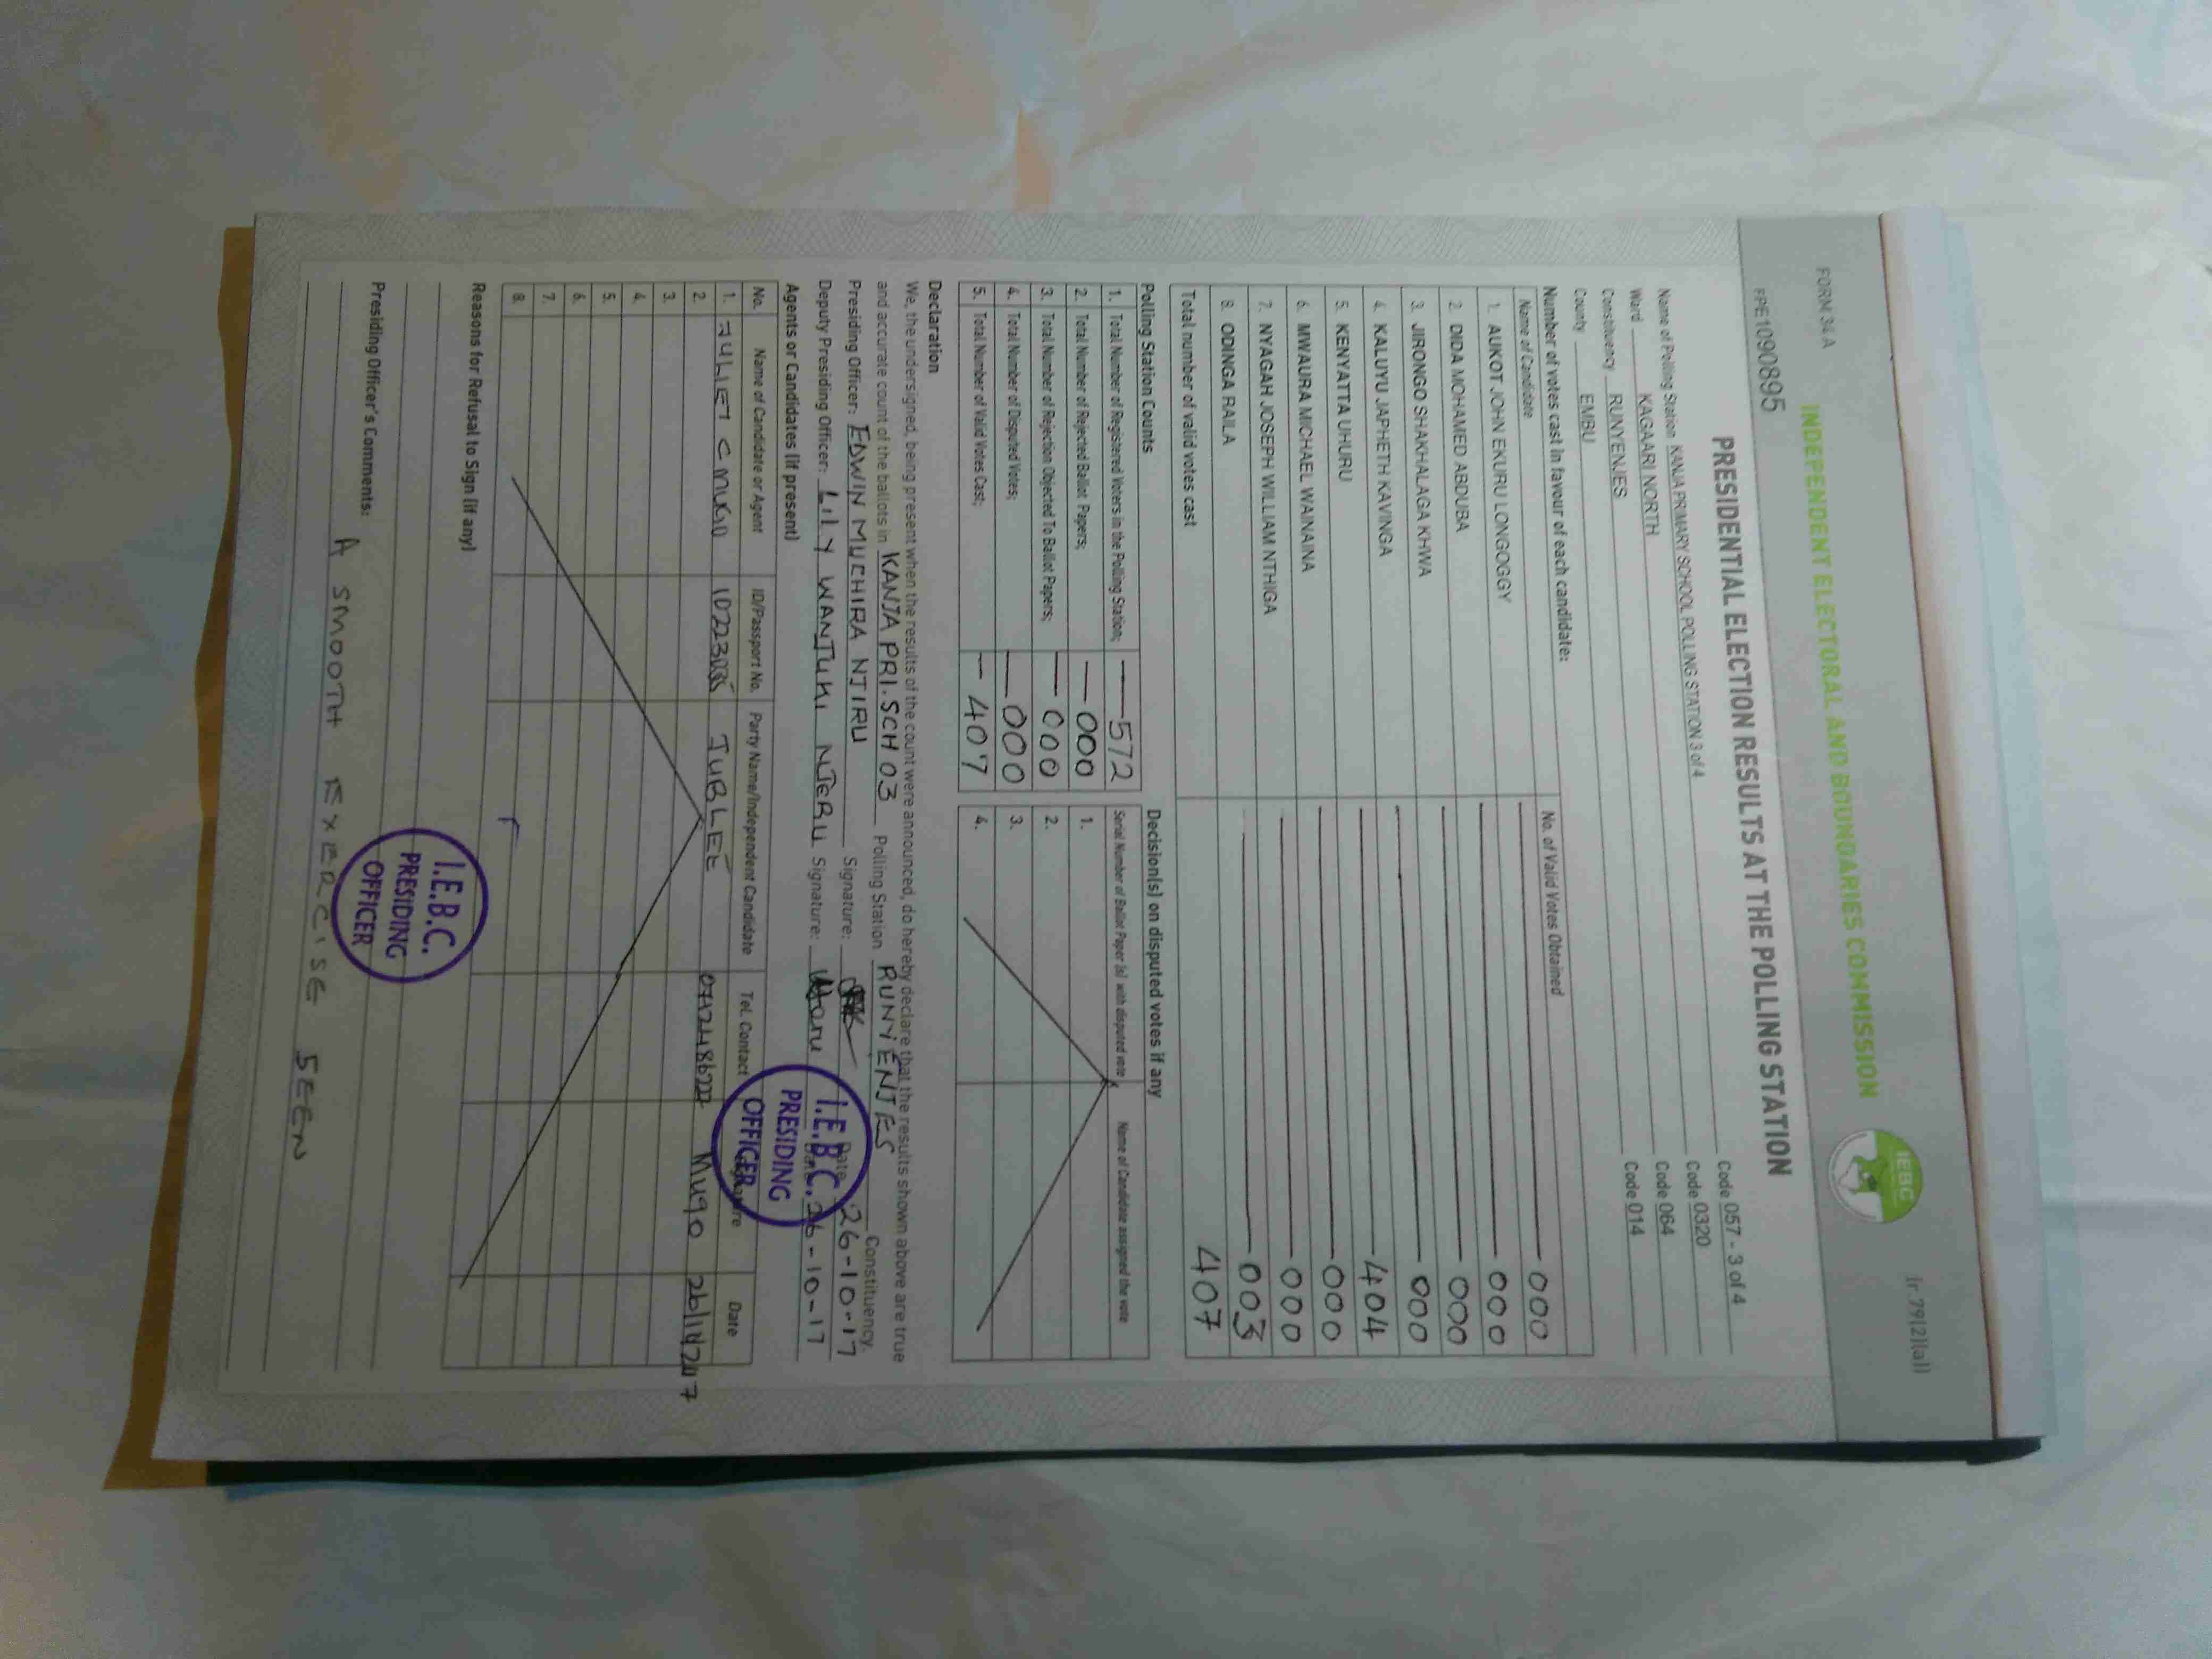 FORM 34 A
(r.79(2)(a))
INDEPENDENT ELECTORAL AND BOUNDARIES COMMISSION
IEBC
FPE1090895
PRESIDENTIAL ELECTION RESULTS AT THE POLLING STATION
Name of Polling Station KANJA PRIMARY SCHOOL POLLING STATION 3 of 4 Code 057 - 3 of 4
Ward KAGAARI NORTH Code 0320
Constituency RUNYENJES Code 064
County EMBU Code 014
Number of votes cast in favour of each candidate:
Name of Candidate No. of Valid Votes Obtained
1. AUKOT JOHN EKURU LONGOGGY 000
2. DIDA MOHAMED ABDUBA 000
3. JIRONGO SHAKHALAGA KHWA 000
4. KALUYU JAPHETH KAVINGA 000
5. KENYATTA UHURU 404
6. MWAURA MICHAEL WAINAINA 000
7. NYAGAH JOSEPH WILLIAM NTHIGA 000
8. ODINGA RAILA 003
Total number of valid votes cast 407
Polling Station Counts
1. Total Number of Registered Voters in the Polling Station; 572
2. Total Number of Rejected Ballot Papers; 000
3. Total Number of Rejection Objected To Ballot Papers; 000
4. Total Number of Disputed Votes; 000
5. Total Number of Valid Votes Cast; 407
Decision(s) on disputed votes if any
Serial Number of Ballot Paper (s) with disputed vote Name of Candidate assigned the vote
1.
2.
3.
4.
Declaration
We, the undersigned, being present when the results of the count were announced, do hereby declare that the results shown above are true
and accurate count of the ballots in KANJA PRI. SCH 03 Polling Station RUNYENJES Constituency.
Presiding Officer: EDWIN MUCHIRA NJIRU Signature: Date 26-10-17
Deputy Presiding Officer: LILY WANJUKI NJERU Signature: Date 26-10-17
I.E.B.C. PRESIDING OFFICER
Agents or Candidates (if present)
No. Name of Candidate or Agent ID/Passport No. Party Name/Independent Candidate Tel. Contact Signature Date
1. JULIET C MUGO JUBLEE Mugo
2.
3.
4.
5.
6.
7.
8.
Reasons for Refusal to Sign (if any)
I.E.B.C. PRESIDING OFFICER
Presiding Officer's Comments:
A SMOOTH EXERCISE SEEN